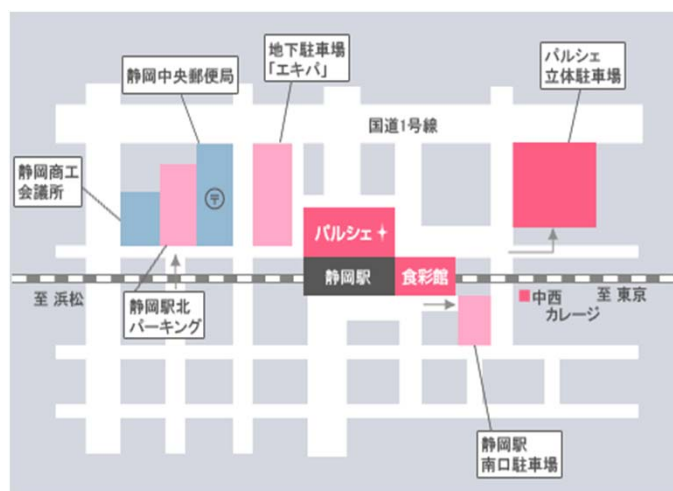 地下駐車場
「エキパ」
パルシェ
立体駐車場
静岡中央郵便局
国道1号線
静岡商工
会議所
〒
パルシェ
静岡駅
食彩館
至 浜松
静岡駅北
パーキング
中西
カレージ
至 東京
静岡駅
南口駐車場